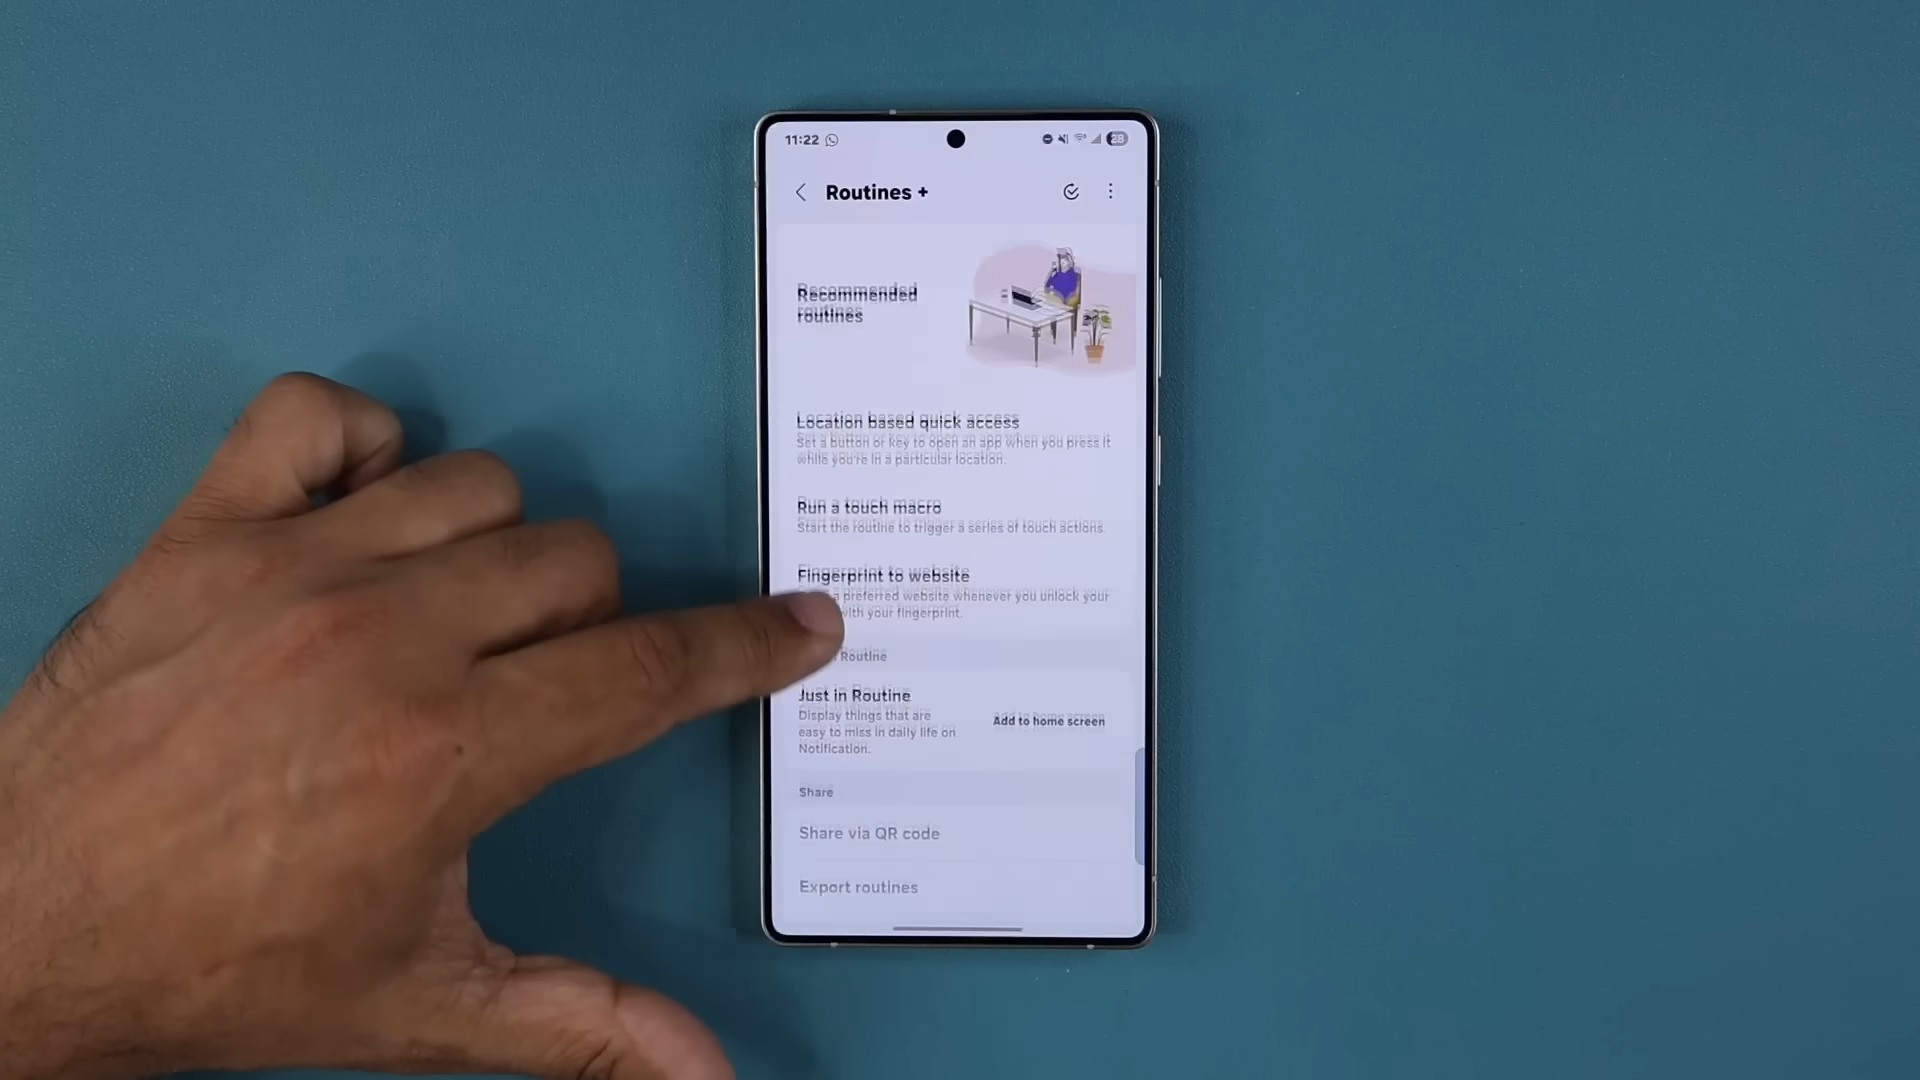 11:22
28
Routines +
Recommended
routines
Location based quick access
Set a button or key to open an app when you press it
while you're in a particular location.
Run a touch macro
Start the routine to trigger a series of touch actions.
Fingerprint to website
a preferred website whenever you unlock your
with your fingerprint.
Routine
Just in Routine
Display things that are
easy to miss in daily life on
Notification.
Add to home screen
Share
Share via QR code
Export routines